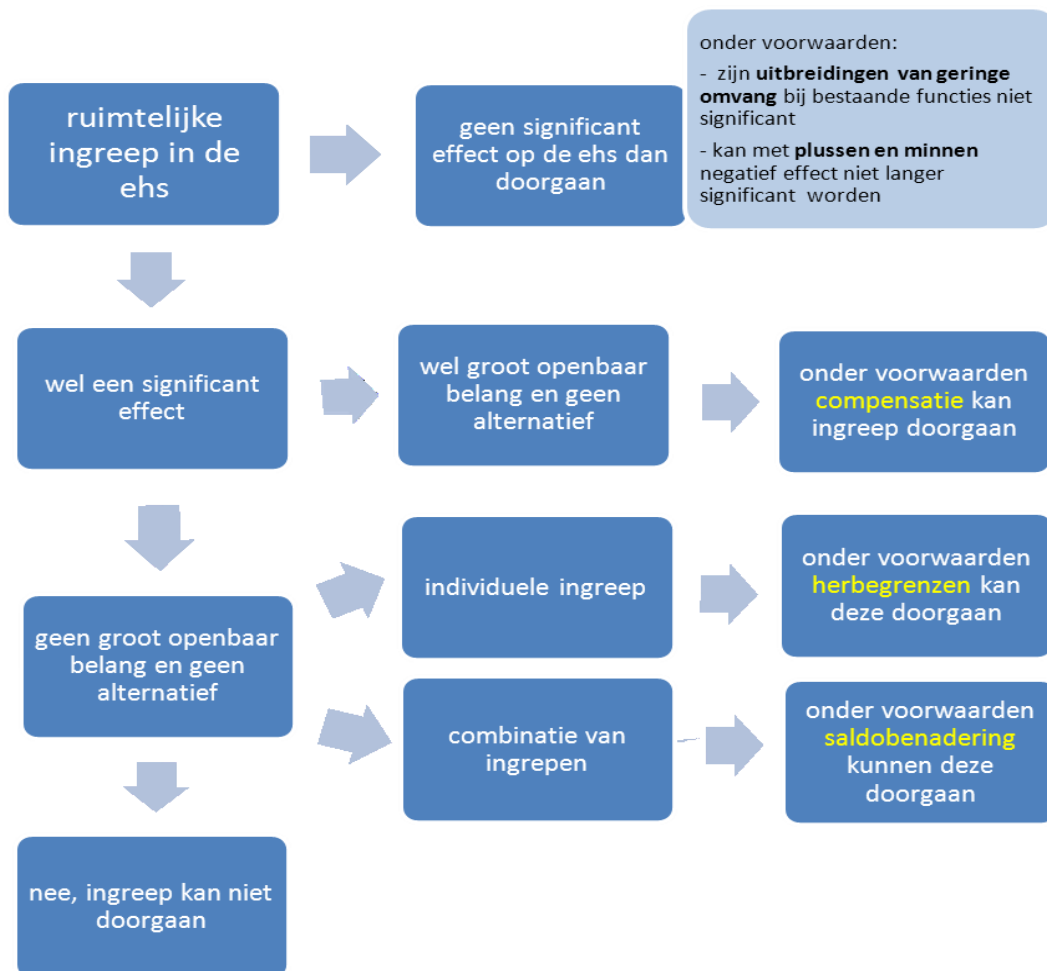 ruimtelijke
ingreep in de
ehs
geen significant
effect op de ehs dan
doorgaan
onder voorwaarden:
- zijn uitbreidingen van geringe
omvang bij bestaande functies niet
significant
- kan met plussen en minnen
negatief effect niet langer
significant worden
wel een significant
effect
wel groot openbaar
belang en geen
alternatief
onder voorwaarden
compensatie kan
ingreep doorgaan
geen groot openbaar
belang en geen
alternatief
individuele ingreep
onder voorwaarden
herbegrenzen kan
deze doorgaan
combinatie van
ingrepen
onder voorwaarden
saldobenadering
kunnen deze
doorgaan
nee, ingreep kan niet
doorgaan